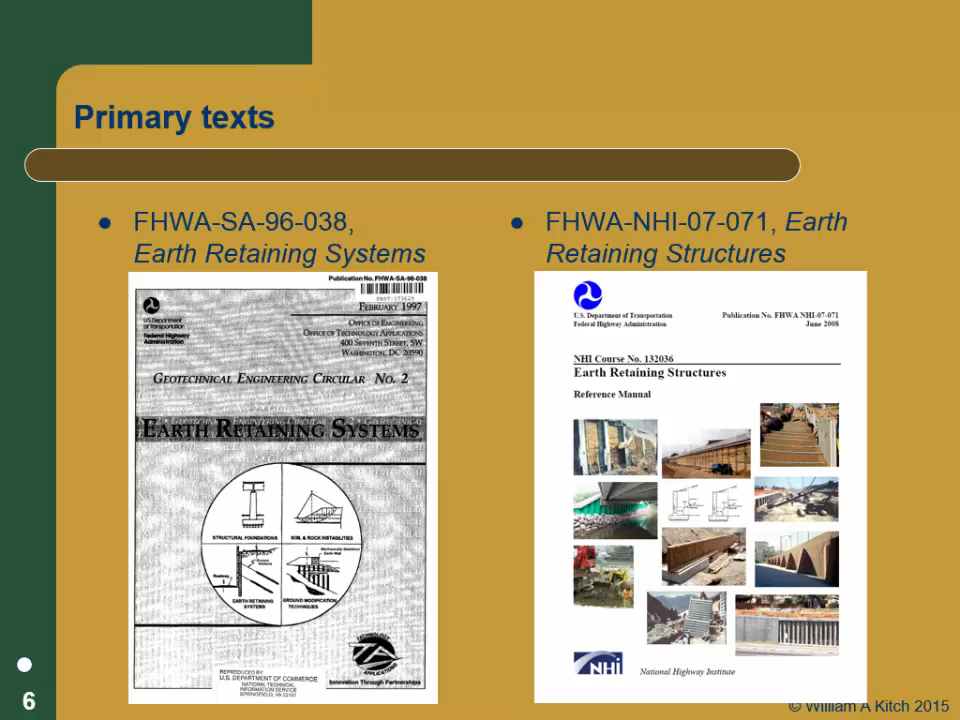 Primary texts
● FHWA-SA-96-038,
Earth Retaining Systems
Publication No. FHWA-SA-96-038
FEBRUARY 1997
U.S. Department
of Transportation
Federal Highway
Administration
OFFICE OF ENGINEERING
OFFICE OF TECHNOLOGY APPLICATIONS
400 SEVENTH STREET, SW
WASHINGTON, DC 20590
GEOTECHNICAL ENGINEERING CIRCULAR NO. 2
EARTH RETAINING SYSTEMS
STRUCTURAL FOUNDATIONS
SOIL & ROCK INSTABILITIES
EARTH RETAINING
SYSTEMS
GROUND MODIFICATION
TECHNIQUES
TECHNOLOGY
APPLICATIONS
Innovation Through Partnerships
REPRODUCED BY
U.S. DEPARTMENT OF COMMERCE
NATIONAL TECHNICAL
INFORMATION SERVICE
SPRINGFIELD, VA 22161
● FHWA-NHI-07-071, Earth
Retaining Structures
U.S. Department of Transportation
Federal Highway Administration
Publication No. FHWA NHI-07-071
June 2008
NHI Course No. 132036
Earth Retaining Structures
Reference Manual
NHI
National Highway Institute
6
© William A Kitch 2015